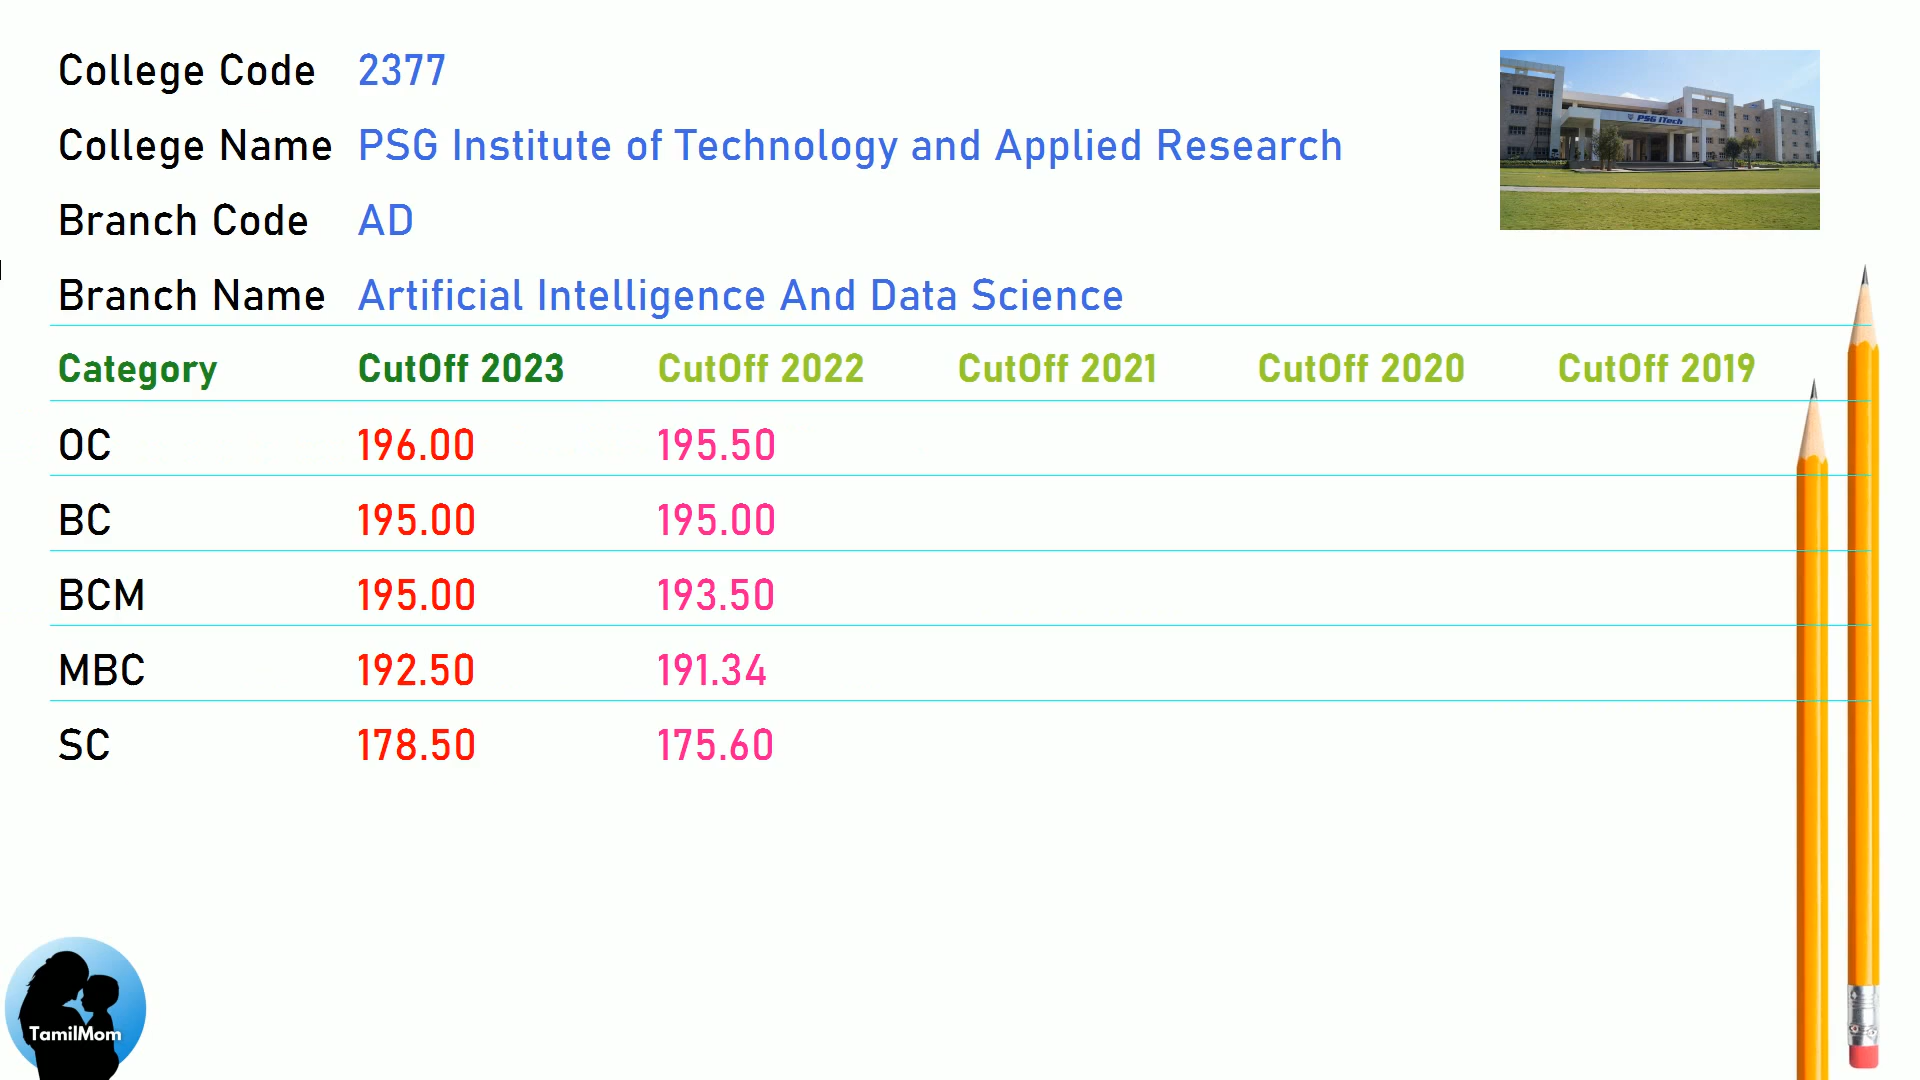 College Code 2377
College Name PSG Institute of Technology and Applied Research
PSG iTech
Branch Code AD
Branch Name Artificial Intelligence And Data Science
Category CutOff 2023 CutOff 2022 CutOff 2021 CutOff 2020 CutOff 2019
OC 196.00 195.50
BC 195.00 195.00
BCM 195.00 193.50
MBC 192.50 191.34
SC 178.50 175.60
TamilMom